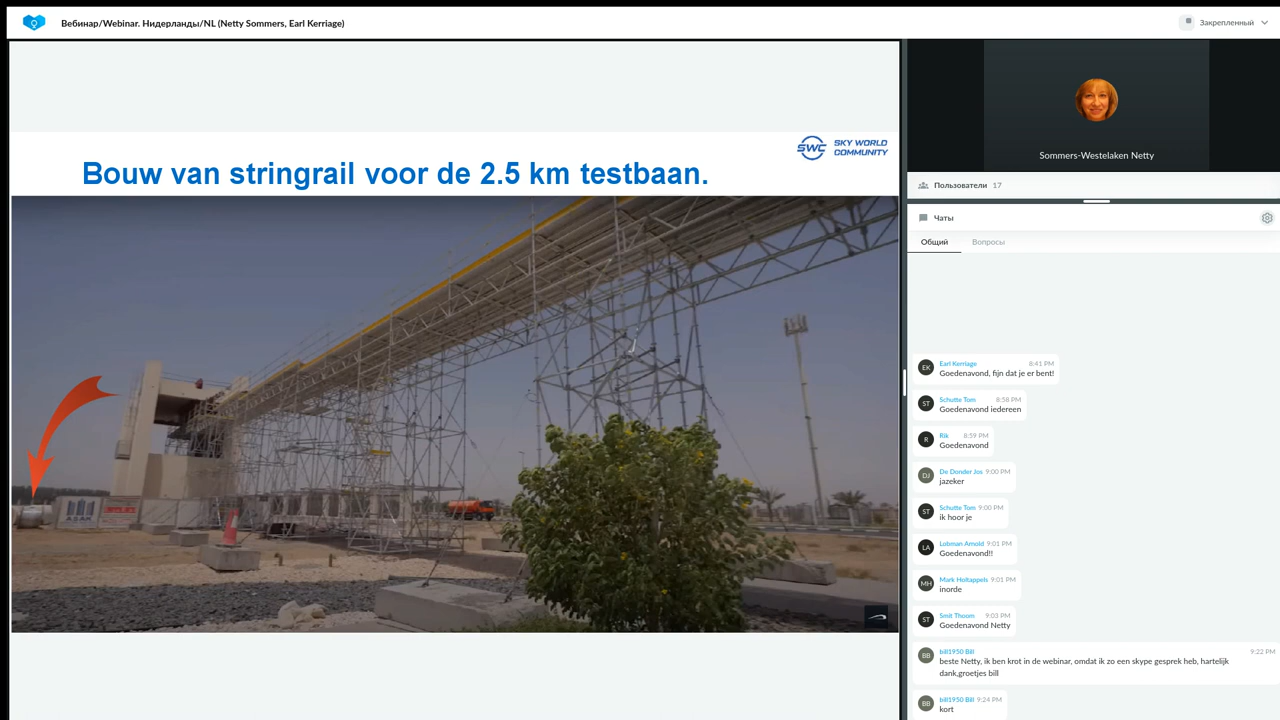 Вебинар/Webinar. Нидерланды/NL (Netty Sommers, Earl Kerriage)
Закрепленный
SWC SKY WORLD
COMMUNITY
Bouw van stringrail voor de 2.5 km testbaan.
Sommers-Westelaken Netty
Пользователи 17
Чаты
Общий Вопросы
EK Earl Kerriage 8:41 PM
Goedenavond, fijn dat je er bent!
ST Schutte Tom 8:58 PM
Goedenavond iedereen
R Rik 8:59 PM
Goedenavond
DJ De Donder Jos 9:00 PM
jazeker
ST Schutte Tom 9:00 PM
ik hoor je
LA Lobman Arnold 9:01 PM
Goedenavond!!
MH Mark Holtappels 9:01 PM
inorde
ST Smit Thoom 9:03 PM
Goedenavond Netty
BB bill1950 Bill 9:22 PM
beste Netty, ik ben krot in de webinar, omdat ik zo een skype gesprek heb, hartelijk
dank,groetjes bill
BB bill1950 Bill 9:24 PM
kort